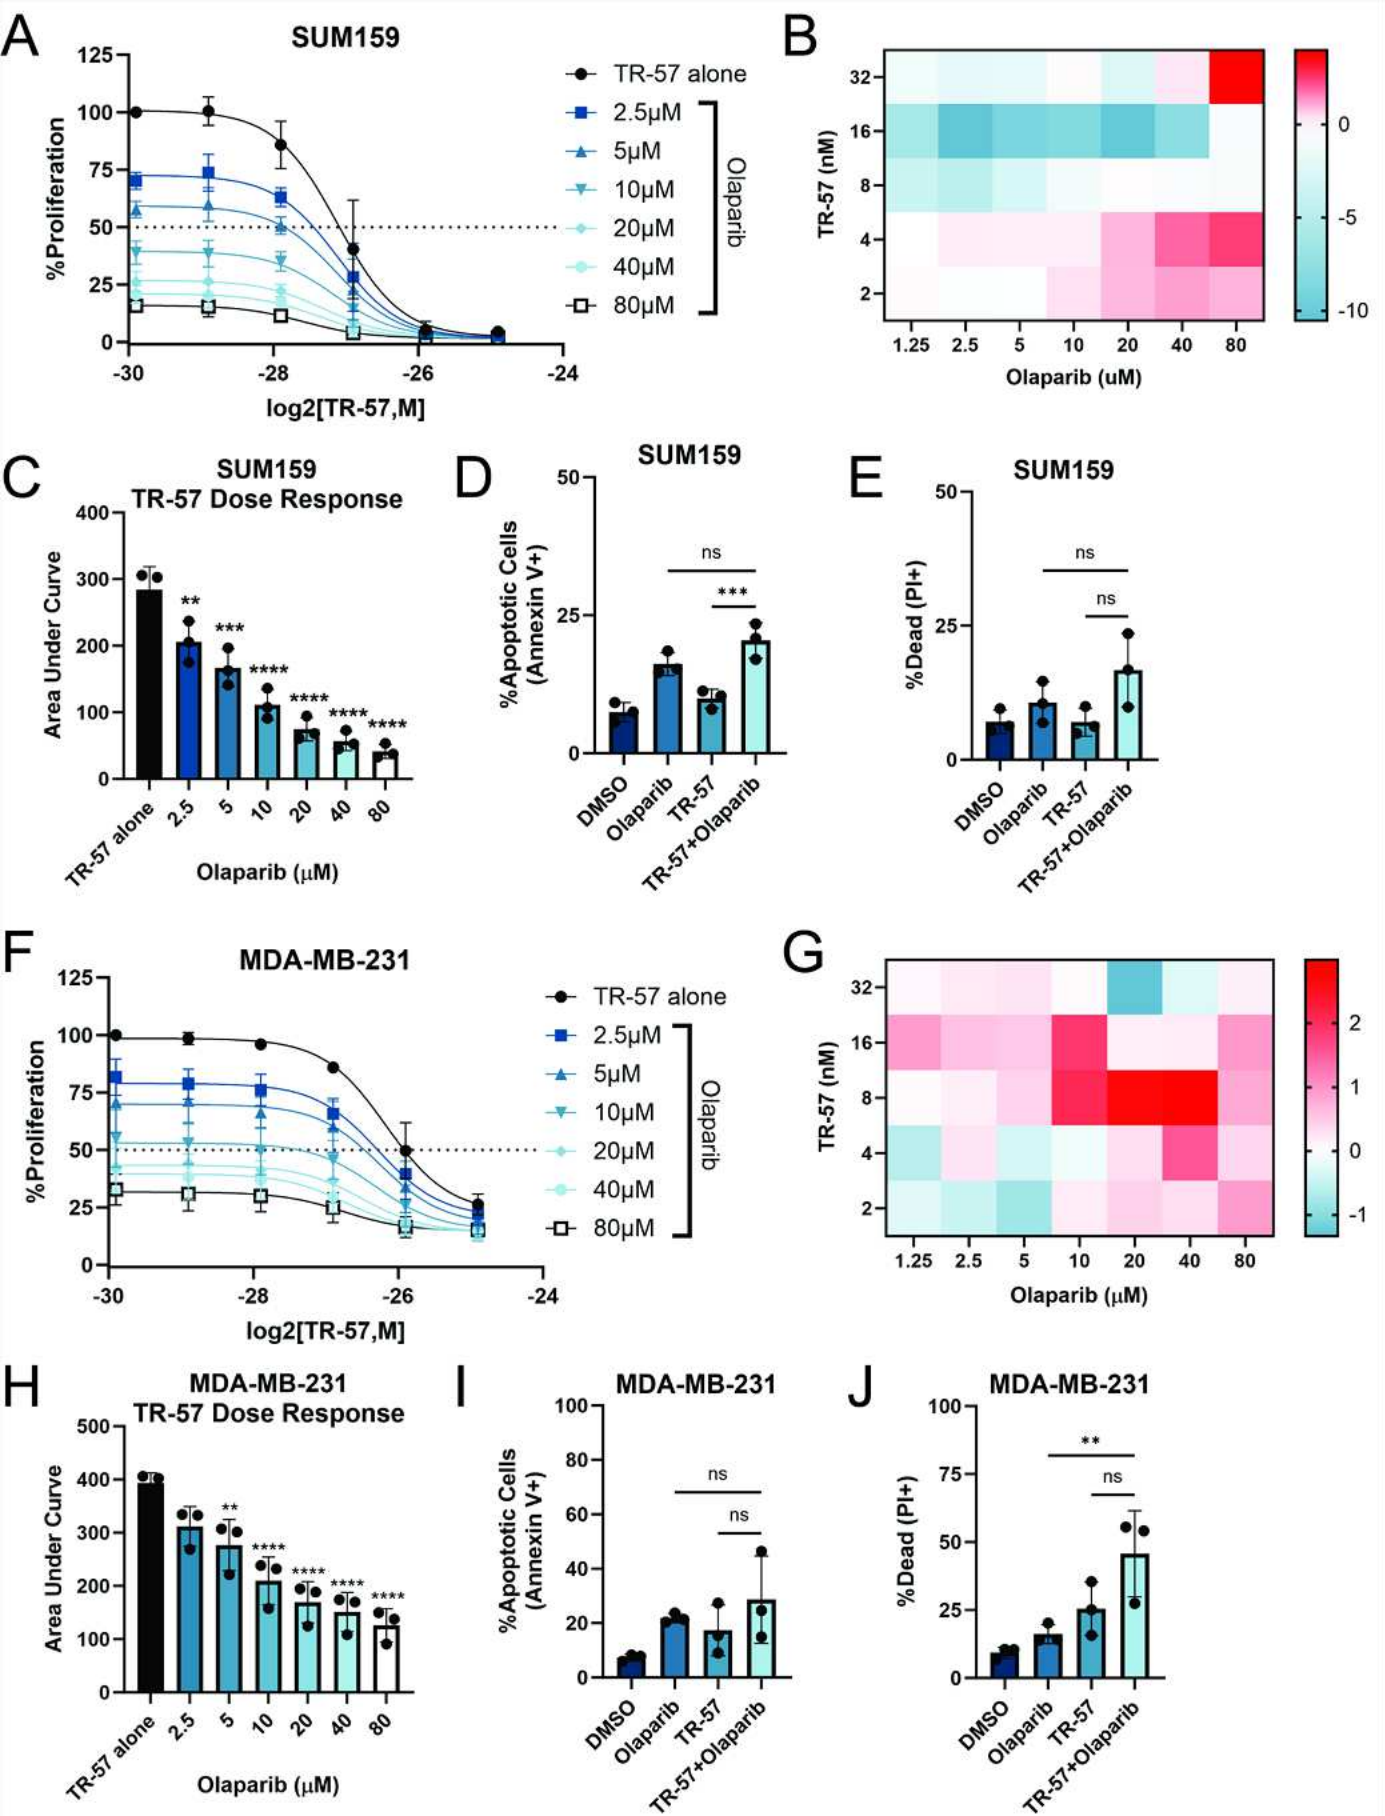 A
SUM159
%Proliferation
125
100
75
50
25
0
-30
-28
-26
-24
log2[TR-57,M]
TR-57 alone
2.5µM
5µM
10µM
20µM
40µM
80µM
Olaparib
B
TR-57 (nM)
32
16
8
4
2
1.25
2.5
5
10
20
40
80
Olaparib (uM)
0
-5
-10
C
SUM159
TR-57 Dose Response
Area Under Curve
400
300
200
100
0
**
***
****
****
****
****
TR-57 alone
2.5
5
10
20
40
80
Olaparib (µM)
D
SUM159
%Apoptotic Cells
(Annexin V+)
50
25
0
ns
***
DMSO
Olaparib
TR-57
TR-57+Olaparib
E
SUM159
%Dead (PI+)
50
25
0
ns
ns
DMSO
Olaparib
TR-57
TR-57+Olaparib
F
MDA-MB-231
%Proliferation
125
100
75
50
25
0
-30
-28
-26
-24
log2[TR-57,M]
TR-57 alone
2.5µM
5µM
10µM
20µM
40µM
80µM
Olaparib
G
TR-57 (nM)
32
16
8
4
2
1.25
2.5
5
10
20
40
80
Olaparib (µM)
2
1
0
-1
H
MDA-MB-231
TR-57 Dose Response
Area Under Curve
500
400
300
200
100
0
**
****
****
****
****
TR-57 alone
2.5
5
10
20
40
80
Olaparib (µM)
I
MDA-MB-231
%Apoptotic Cells
(Annexin V+)
100
80
60
40
20
0
ns
ns
DMSO
Olaparib
TR-57
TR-57+Olaparib
J
MDA-MB-231
%Dead (PI+)
100
75
50
25
0
**
ns
DMSO
Olaparib
TR-57
TR-57+Olaparib